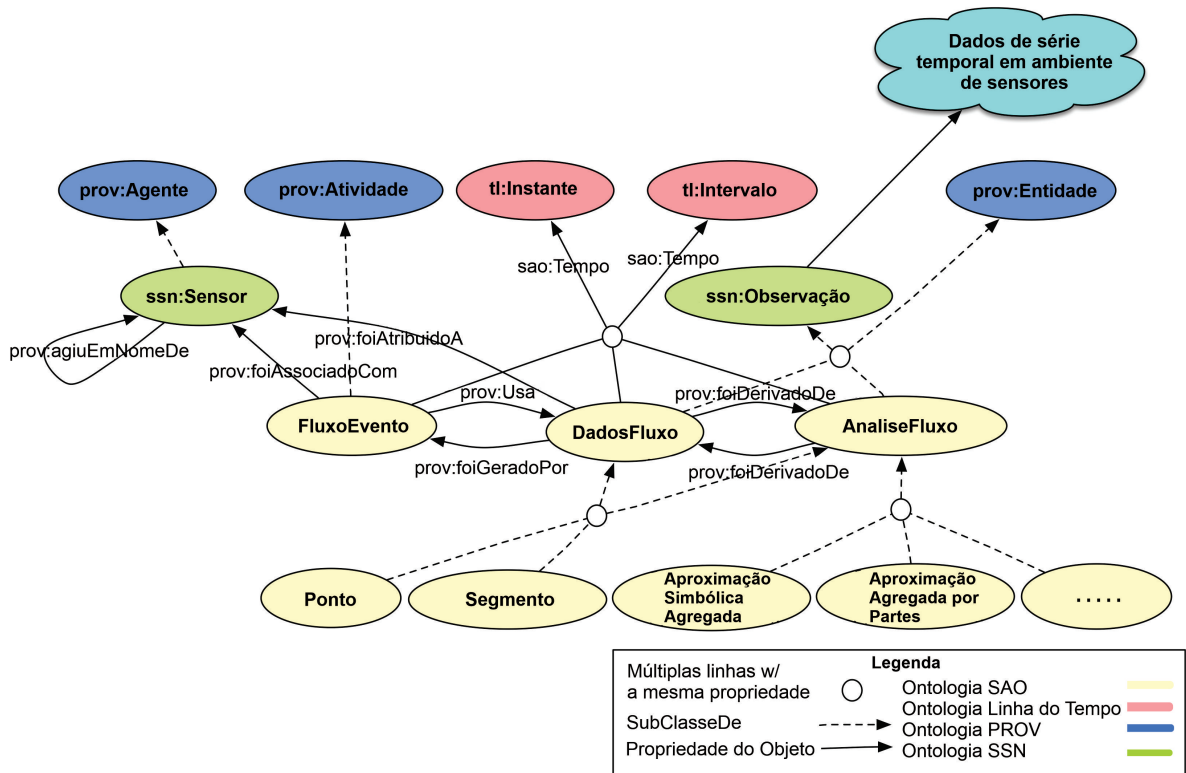 Dados de série
temporal em ambiente
de sensores
prov:Agente
prov:Atividade
tl:Instante
tl:Intervalo
prov:Entidade
sao:Tempo
sao:Tempo
ssn:Sensor
ssn:Observação
prov:foiAtribuidoA
prov:agiuEmNomeDe
prov:foiAssociadoCom
prov:Usa
prov:foiDerivadoDe
FluxoEvento
DadosFluxo
AnaliseFluxo
prov:foiGeradoPor
prov:foiDerivadoDe
Ponto
Segmento
Aproximação
Simbólica
Agregada
Aproximação
Agregada por
Partes
.....
Legenda
Múltiplas linhas w/
a mesma propriedade
SubClasseDe
Propriedade do Objeto
Ontologia SAO
Ontologia Linha do Tempo
Ontologia PROV
Ontologia SSN